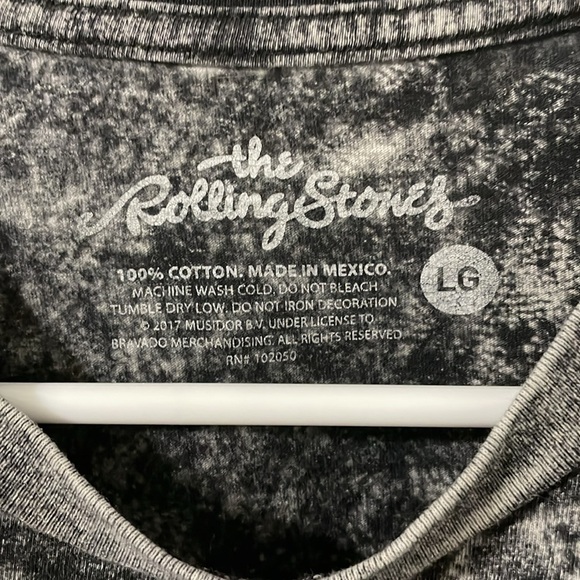 the
Rolling Stones
100% COTTON. MADE IN MEXICO.
MACHINE WASH COLD. DO NOT BLEACH
TUMBLE DRY LOW. DO NOT IRON DECORATION
© 2017 MUSIDOR B.V. UNDER LICENSE TO
BRAVADO MERCHANDISING. ALL RIGHTS RESERVED.
RN# 102050
LG